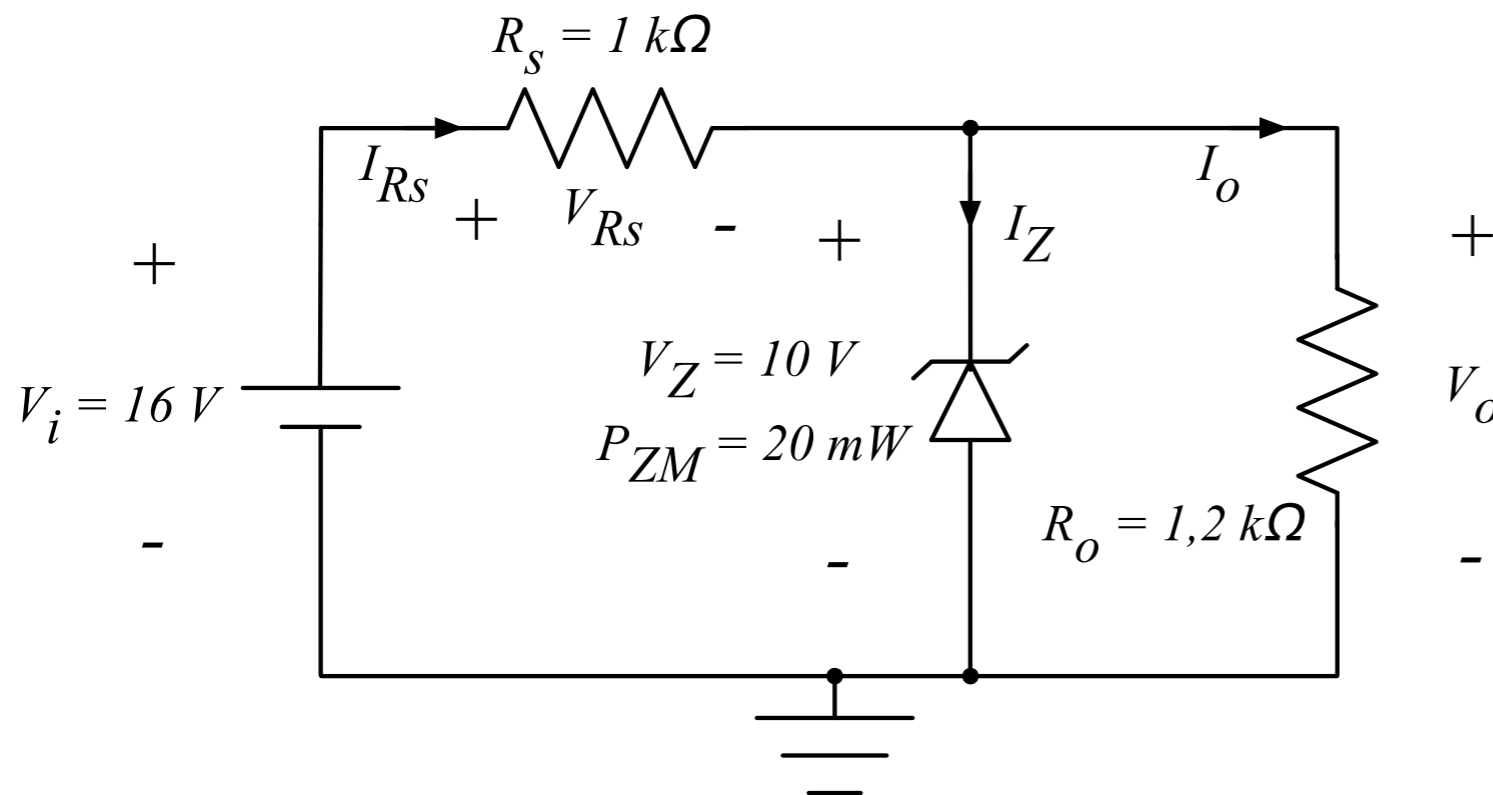 R_s = 1 kΩ
I_Rs
+ V_Rs -
I_o
+
I_Z
+
+
V_i = 16 V
V_Z = 10 V
P_ZM = 20 mW
V_o
R_o = 1,2 kΩ
-
-
-